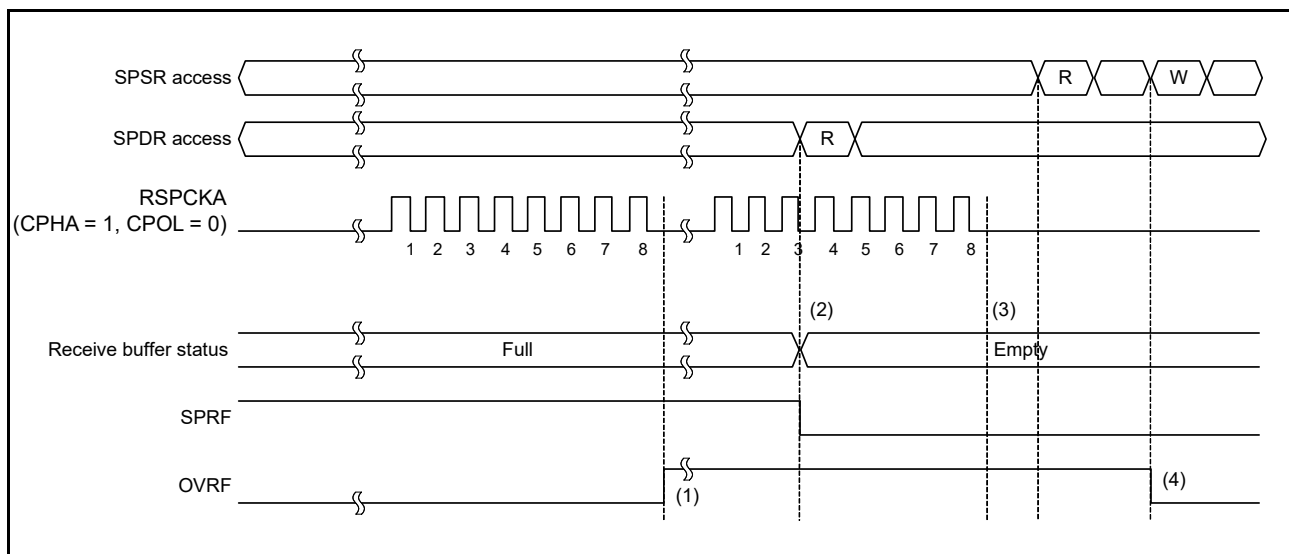 SPSR access
R
W
SPDR access
R
RSPCKA
(CPHA = 1, CPOL = 0)
1 2 3 4 5 6 7 8 1 2 3 4 5 6 7 8
(2) (3)
Receive buffer status Full Empty
SPRF
OVRF
(1) (4)